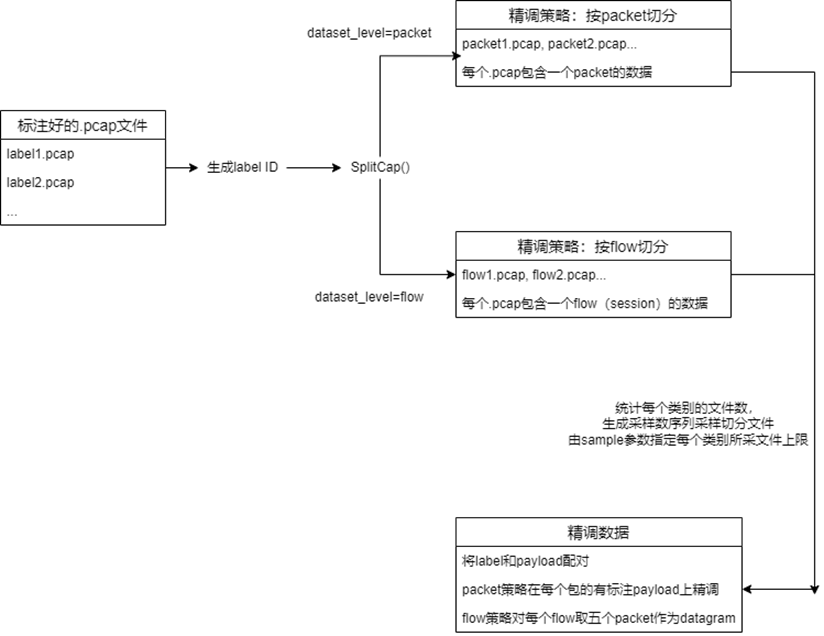 dataset_level=packet
精调策略：按packet切分
packet1.pcap, packet2.pcap...
每个.pcap包含一个packet的数据
标注好的.pcap文件
label1.pcap
label2.pcap
...
生成label ID
SplitCap()
精调策略：按flow切分
flow1.pcap, flow2.pcap...
每个.pcap包含一个flow（session）的数据
dataset_level=flow
统计每个类别的文件数，
生成采样数序列采样切分文件
由sample参数指定每个类别所采文件上限
精调数据
将label和payload配对
packet策略在每个包的有标注payload上精调
flow策略对每个flow取五个packet作为datagram